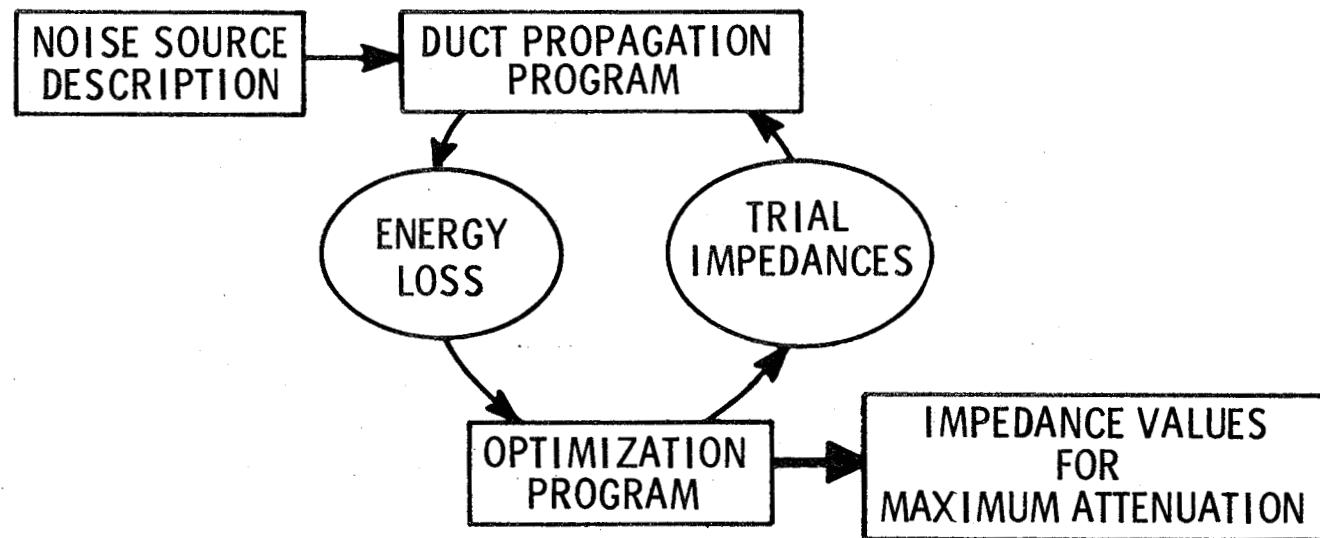 NOISE SOURCE
DESCRIPTION
DUCT PROPAGATION
PROGRAM
ENERGY
LOSS
TRIAL
IMPEDANCES
OPTIMIZATION
PROGRAM
IMPEDANCE VALUES
FOR
MAXIMUM ATTENUATION